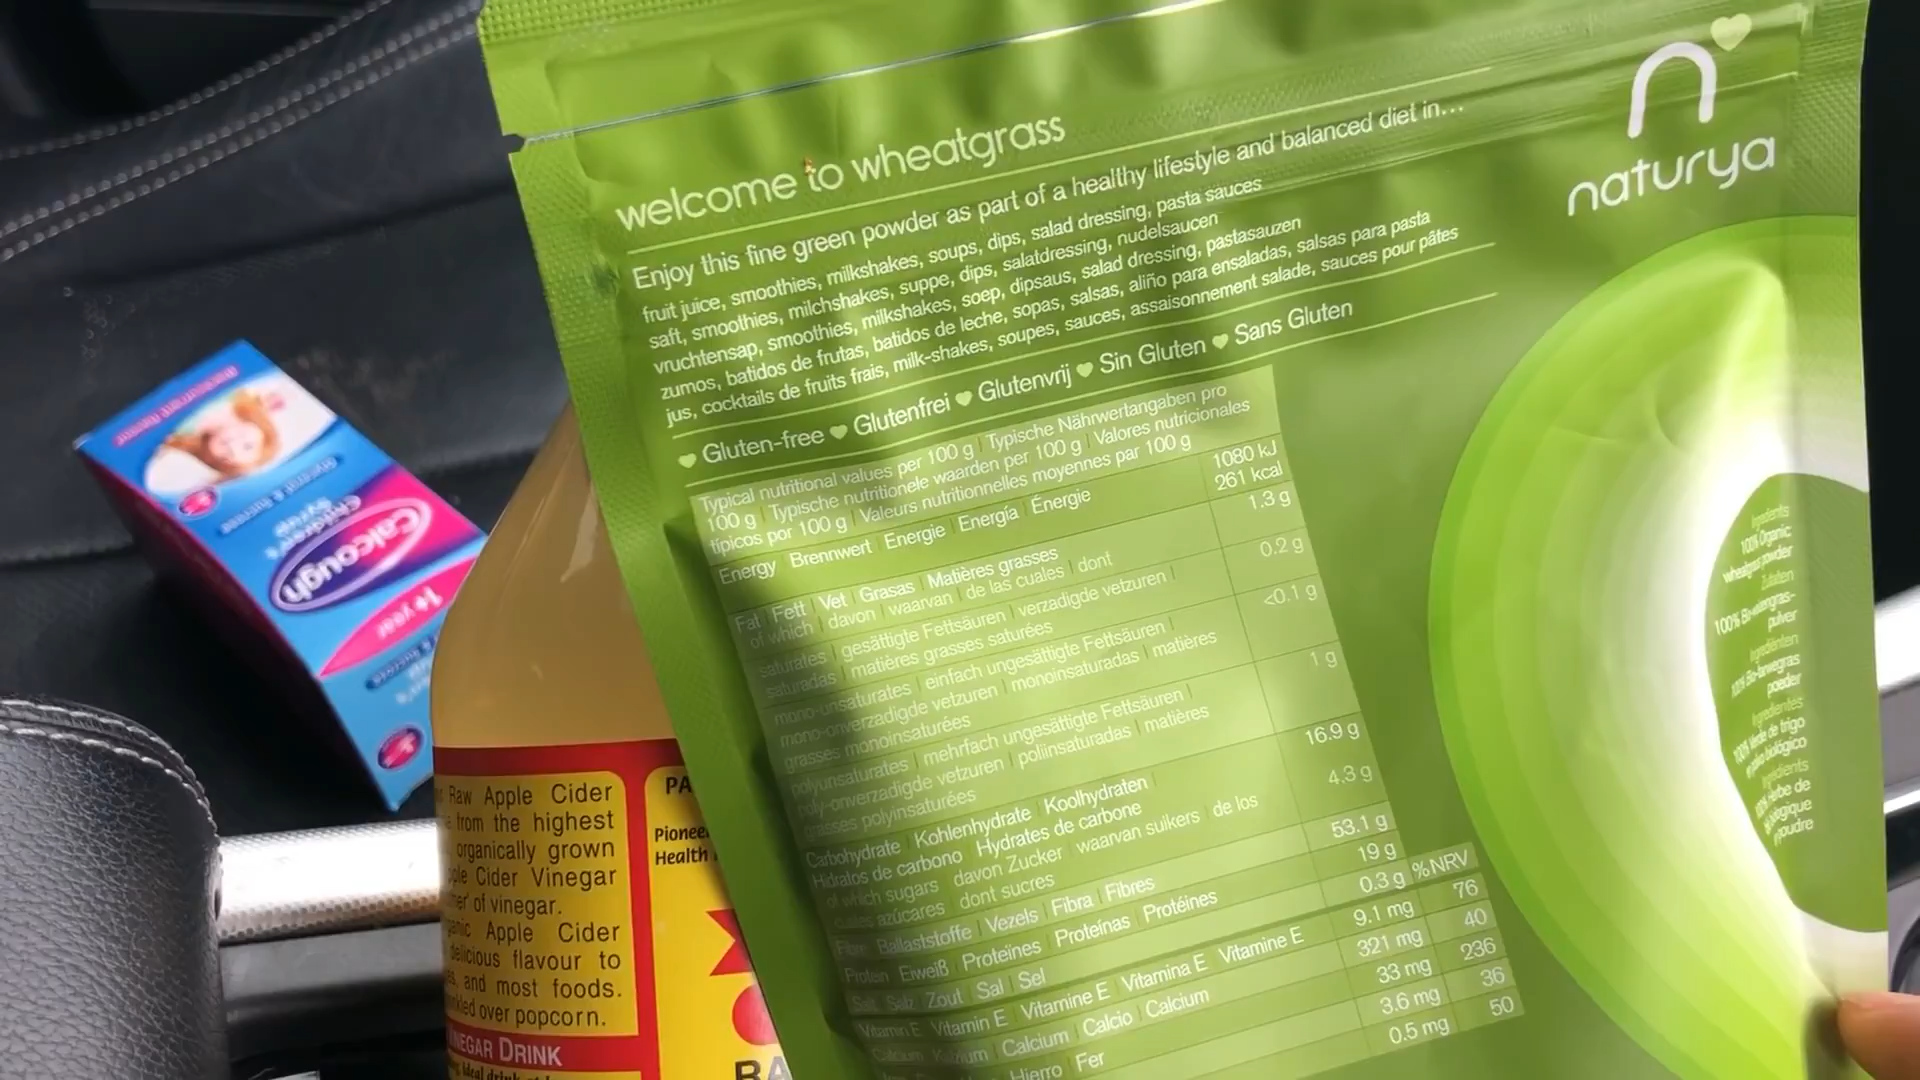 welcome to wheatgrass
Enjoy this fine green powder as part of a healthy lifestyle and balanced diet in...
fruit juice, smoothies, milkshakes, soups, dips, salad dressing, pasta sauces
saft, smoothies, milchshakes, suppe, dips, salatdressing, nudelsaucen
vruchtensap, smoothies, milkshakes, soep, dipsaus, salad dressing, pastasauzen
zumos, batidos de frutas, batidos de leche, sopas, salsas, aliño para ensaladas, salsas para pasta
jus, cocktails de fruits frais, milk-shakes, soupes, sauces, assaisonnement salade, sauces pour pâtes
Gluten-free Glutenfrei Glutenvrij Sin Gluten Sans Gluten
Typical nutritional values per 100 g | Typische Nährwertangaben pro
100 g | Typische nutritionele waarden per 100 g | Valores nutricionales
típicos por 100 g | Valeurs nutritionnelles moyennes par 100 g
Energy | Brennwert | Energie | Energía | Énergie 1080 kJ
261 kcal
Fat | Fett | Vet | Grasas | Matières grasses 1.3 g
of which | davon | waarvan | de las cuales | dont
saturates | gesättigte Fettsäuren | verzadigde vetzuren | 0.2 g
saturadas | matières grasses saturées
mono-unsaturates | einfach ungesättigte Fettsäuren | <0.1 g
mono-onverzadigde vetzuren | monoinsaturadas | matières
grasses monoinsaturées
polyunsaturates | mehrfach ungesättigte Fettsäuren | 1 g
poly-onverzadigde vetzuren | poliinsaturadas | matières
grasses polyinsaturées
Carbohydrate | Kohlenhydrate | Koolhydraten | 16.9 g
Hidratos de carbono | Hydrates de carbone
of which sugars | davon Zucker | waarvan suikers | de los 4.3 g
cuales azúcares | dont sucres
Fibre | Ballaststoffe | Vezels | Fibra | Fibres 53.1 g
Protein | Eiweiß | Proteïnes | Proteínas | Protéines 19 g
Salt | Salz | Zout | Sal | Sel 0.3 g %NRV
Vitamin E | Vitamin E | Vitamine E | Vitamina E | Vitamine E 9.1 mg 76
Calcium | Kalzium | Calcium | Calcio | Calcium 321 mg 40
Hierro | Fer 33 mg 236
3.6 mg 36
0.5 mg 50
naturya
Ingredients
100% Organic
wheatgrass powder
Zutaten
pulver
Ingrediënten
poeder
Ingredientes
100% Verde de trigo
Ingrédients
poudre
Calcough
Children's
Syrup
1+ year
Raw Apple Cider
from the highest
organically grown
Cider Vinegar
of vinegar.
Apple Cider
delicious flavour to
and most foods.
over popcorn.
DRINK
PA
Health
RA